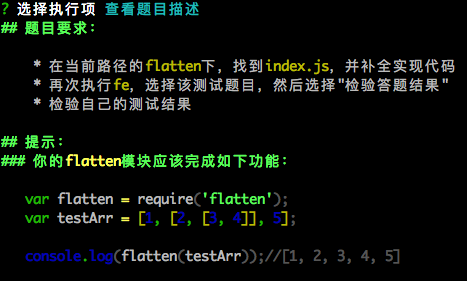 ? 选择执行项 查看题目描述
## 题目要求：
* 在当前路径的flatten下，找到index.js，并补全实现代码
* 再次执行fe，选择该测试题目，然后选择"检验答题结果"
* 检验自己的测试结果
## 提示：
### 你的flatten模块应该完成如下功能：
var flatten = require('flatten');
var testArr = [1, [2, [3, 4]], 5];
console.log(flatten(testArr));//[1, 2, 3, 4, 5]